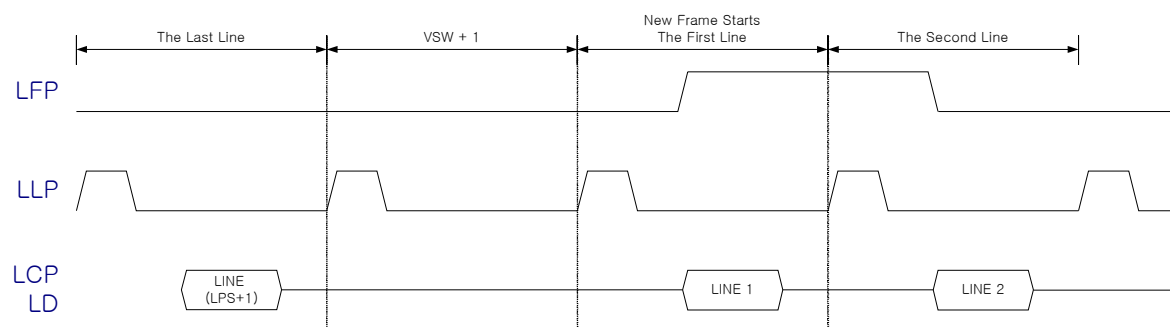 New Frame Starts
The Last Line
VSW + 1
The First Line
The Second Line
LFP
LLP
LCP
LD
LINE
(LPS+1)
LINE 1
LINE 2